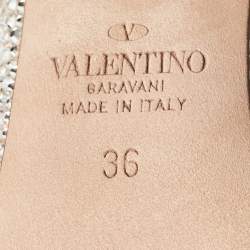 V
VALENTINO
GARAVANI
MADE IN ITALY
36